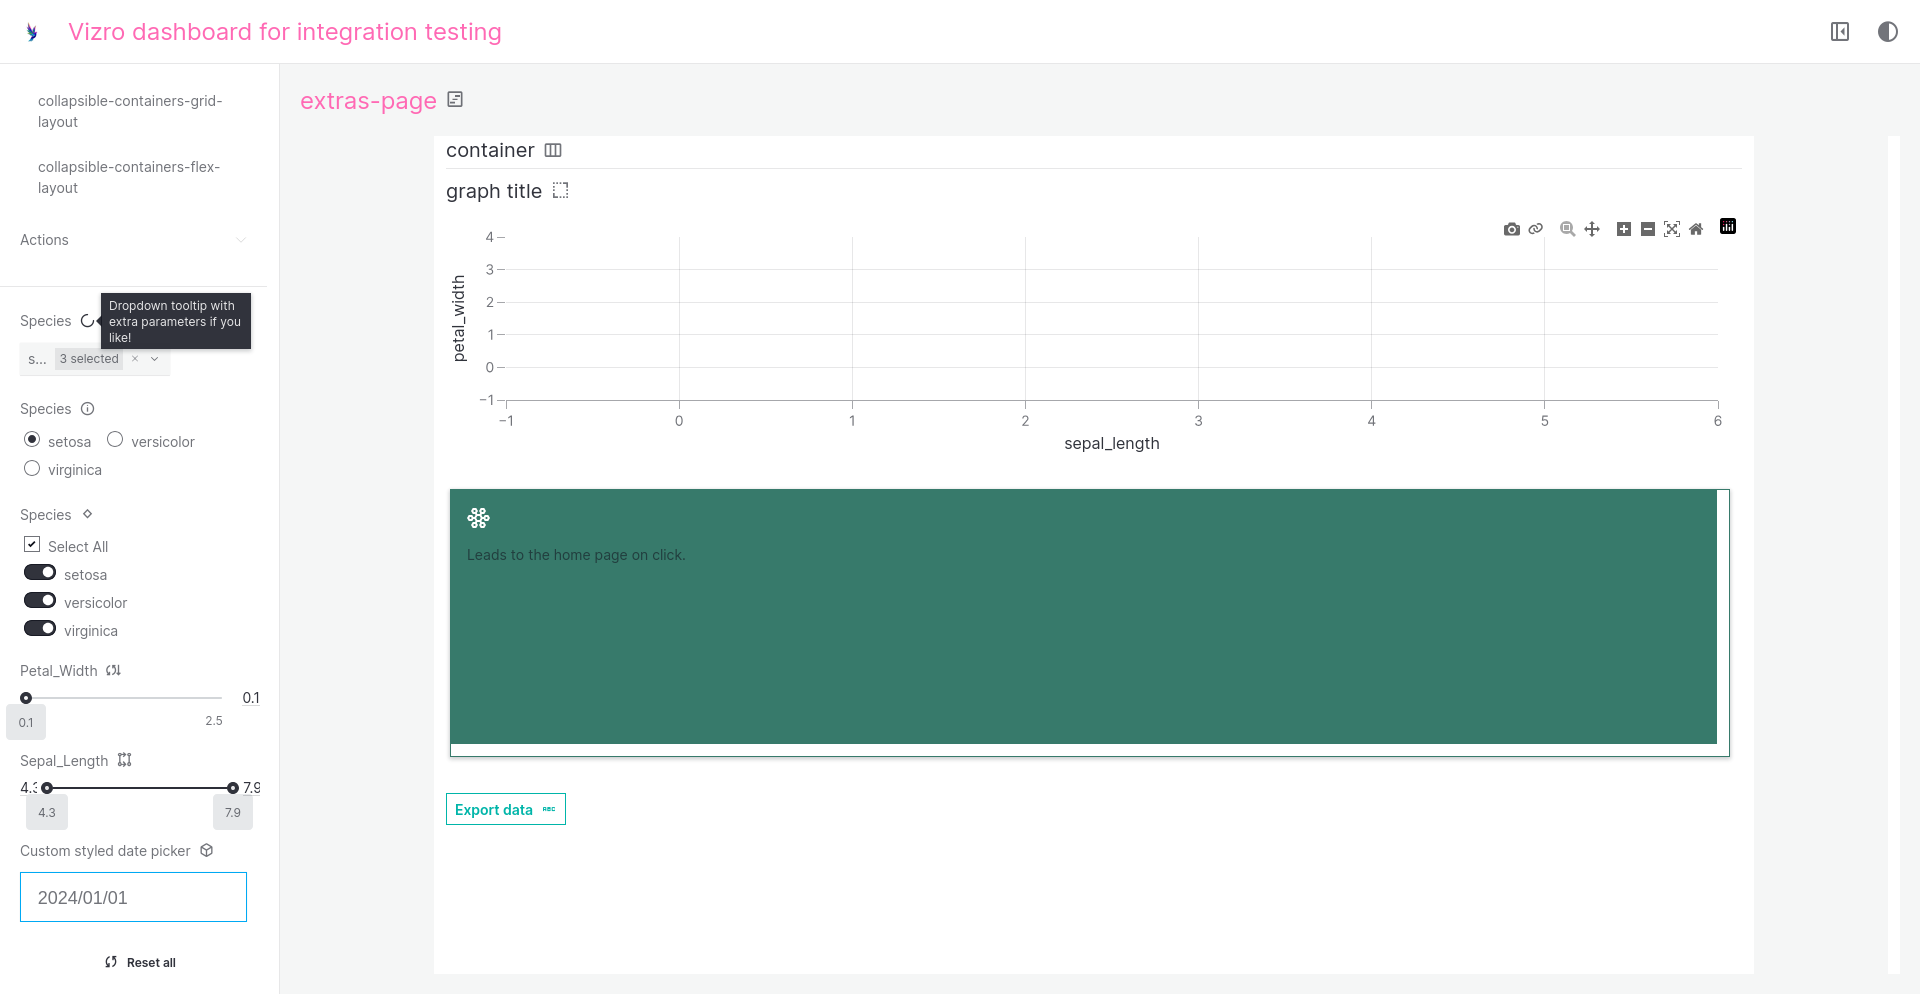 Vizro dashboard for integration testing
collapsible-containers-grid-
layout
collapsible-containers-flex-
layout
Actions
Species
Dropdown tooltip with
extra parameters if you
like!
s... 3 selected ×
Species
setosa versicolor
virginica
Species
Select All
setosa
versicolor
virginica
Petal_Width
0.1
0.1 2.5
Sepal_Length
4.3 7.9
4.3 7.9
Custom styled date picker
2024/01/01
Reset all
extras-page
container
graph title
petal_width
4
3
2
1
0
−1
−1 0 1 2 3 4 5 6
sepal_length
Leads to the home page on click.
Export data REC